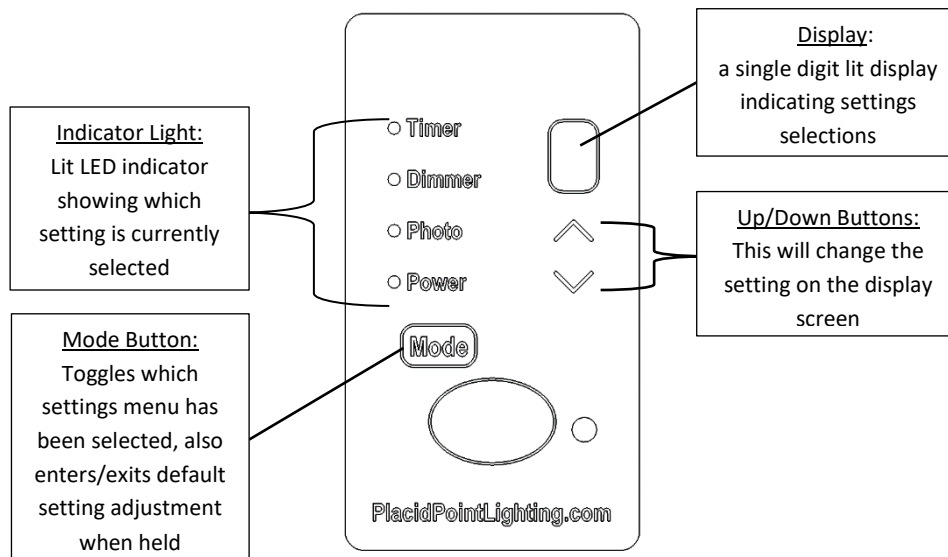 Display:
a single digit lit display
indicating settings
selections
Indicator Light:
Lit LED indicator
showing which
setting is currently
selected
Timer
Dimmer
Photo
Power
Up/Down Buttons:
This will change the
setting on the display
screen
Mode Button:
Toggles which
settings menu has
been selected, also
enters/exits default
setting adjustment
when held
Mode
PlacidPointLighting.com